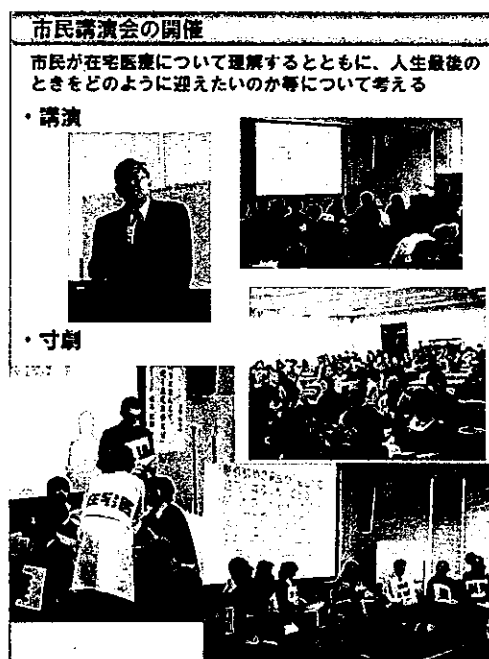 市民講演会の開催
市民が在宅医療について理解するとともに、人生最後の
ときをどのように迎えたいのか等について考える
・講演
・寸劇
在宅医